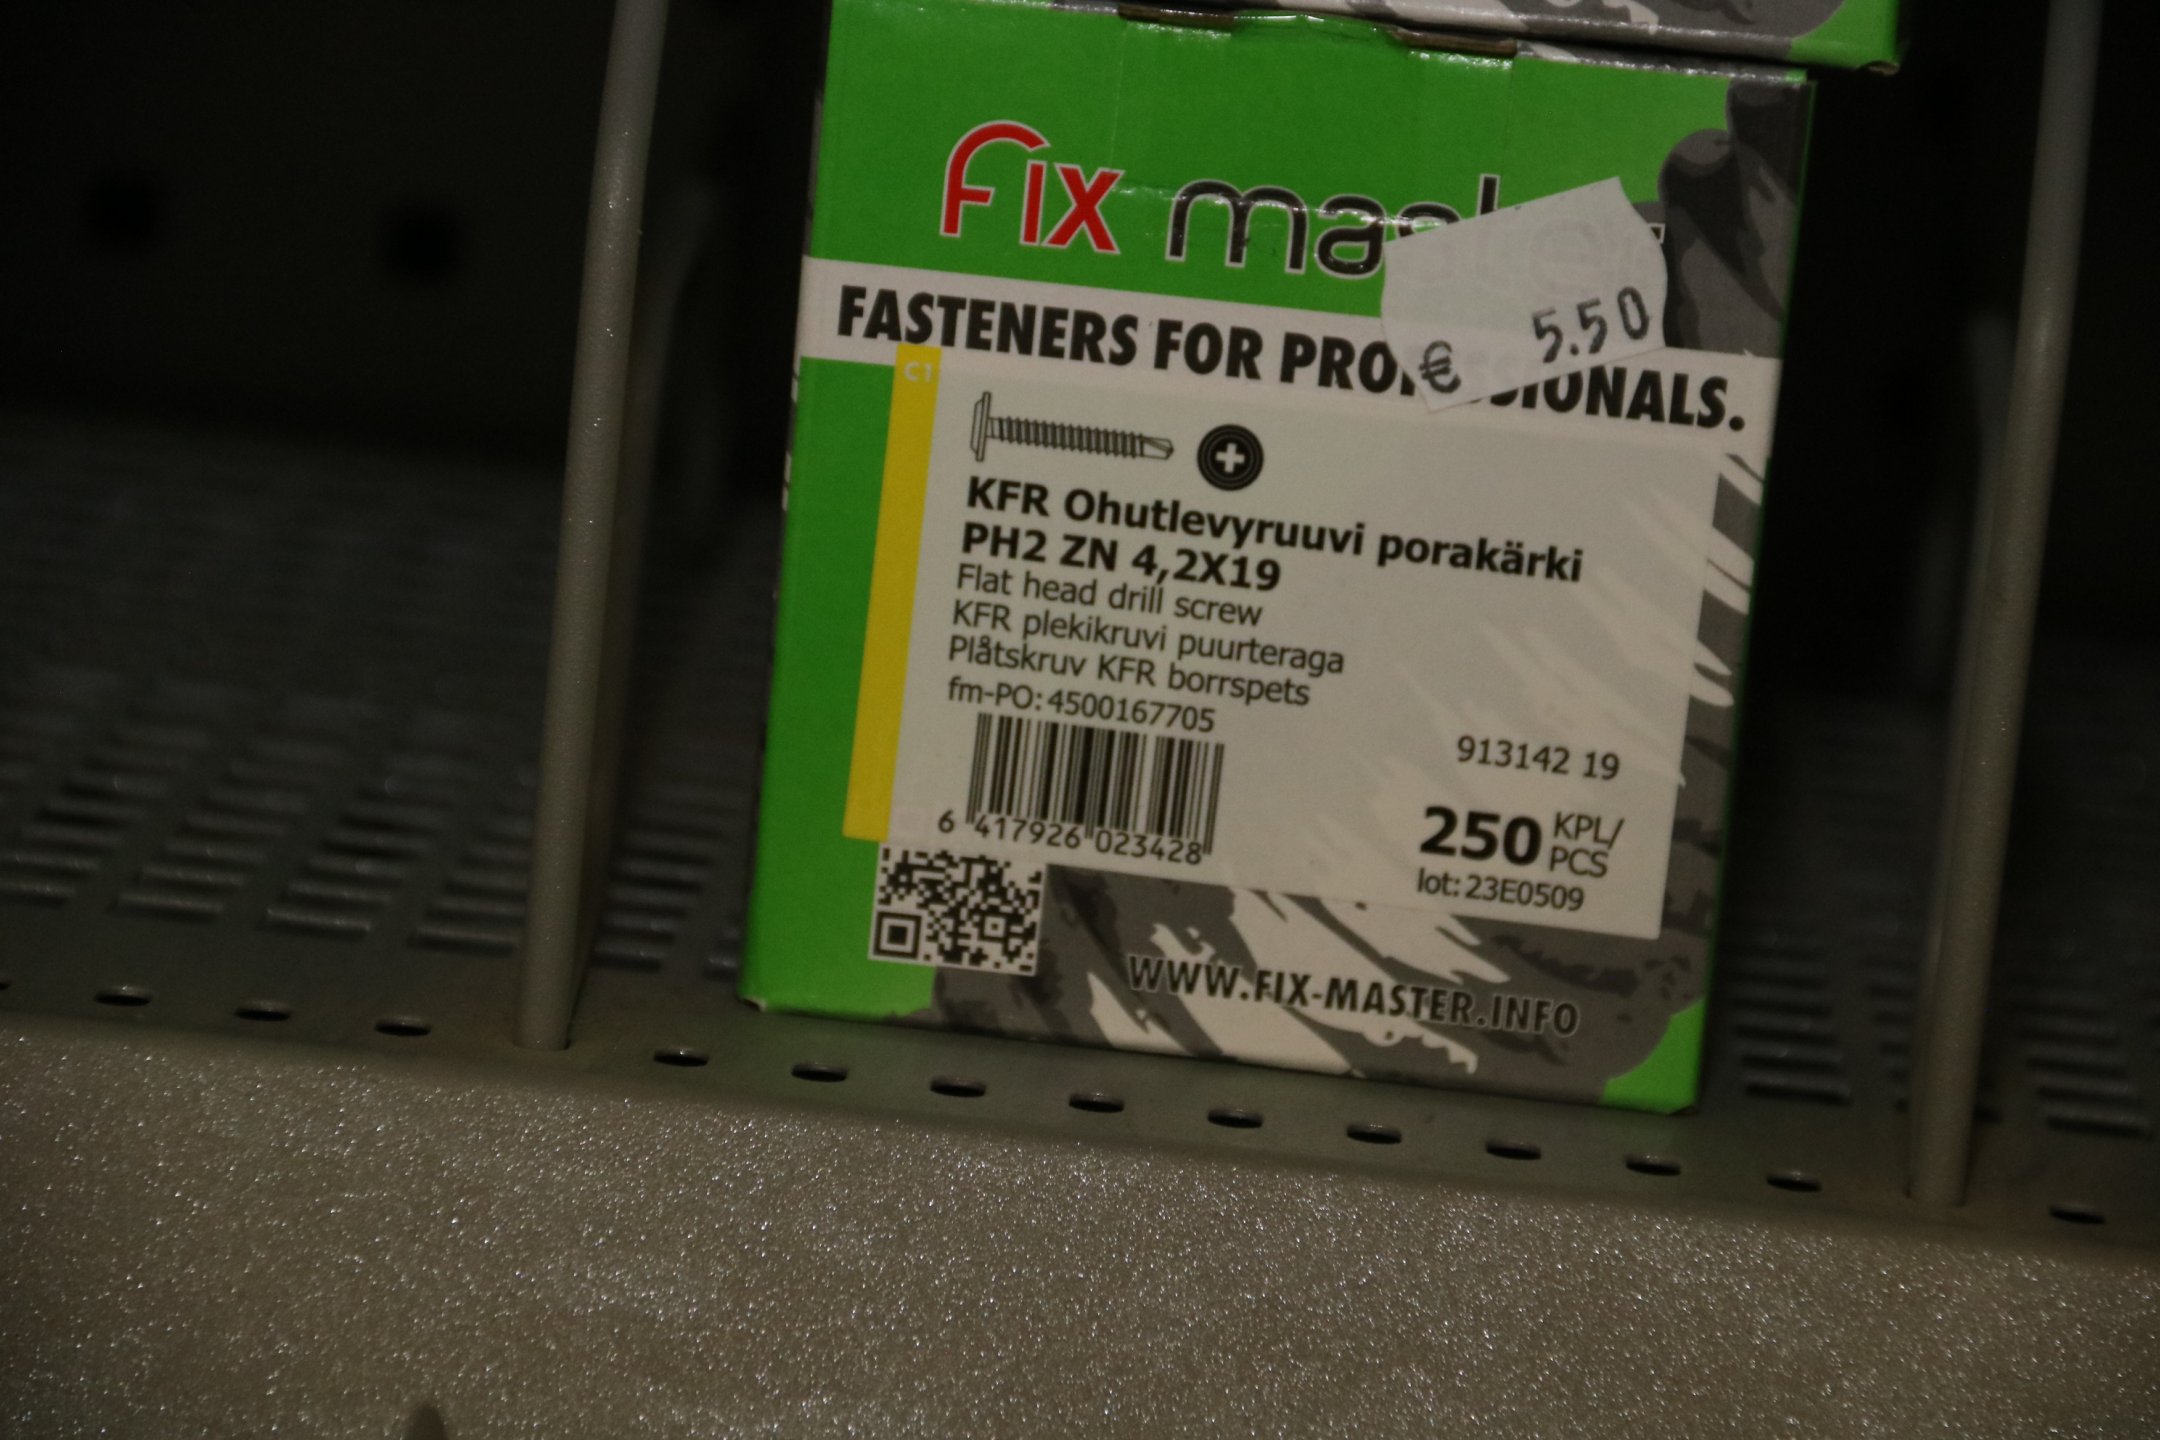 Fix master
€ 5.50
FASTENERS FOR PROFESSIONALS.
C1
KFR Ohutlevyruuvi porakärki
PH2 ZN 4,2X19
Flat head drill screw
KFR plekikruvi puurteraga
Plåtskruv KFR borrspets
fm-PO: 4500167705
913142 19
6 417926 023428
250 KPL/
PCS
lot: 23E0509
WWW.FIX-MASTER.INFO